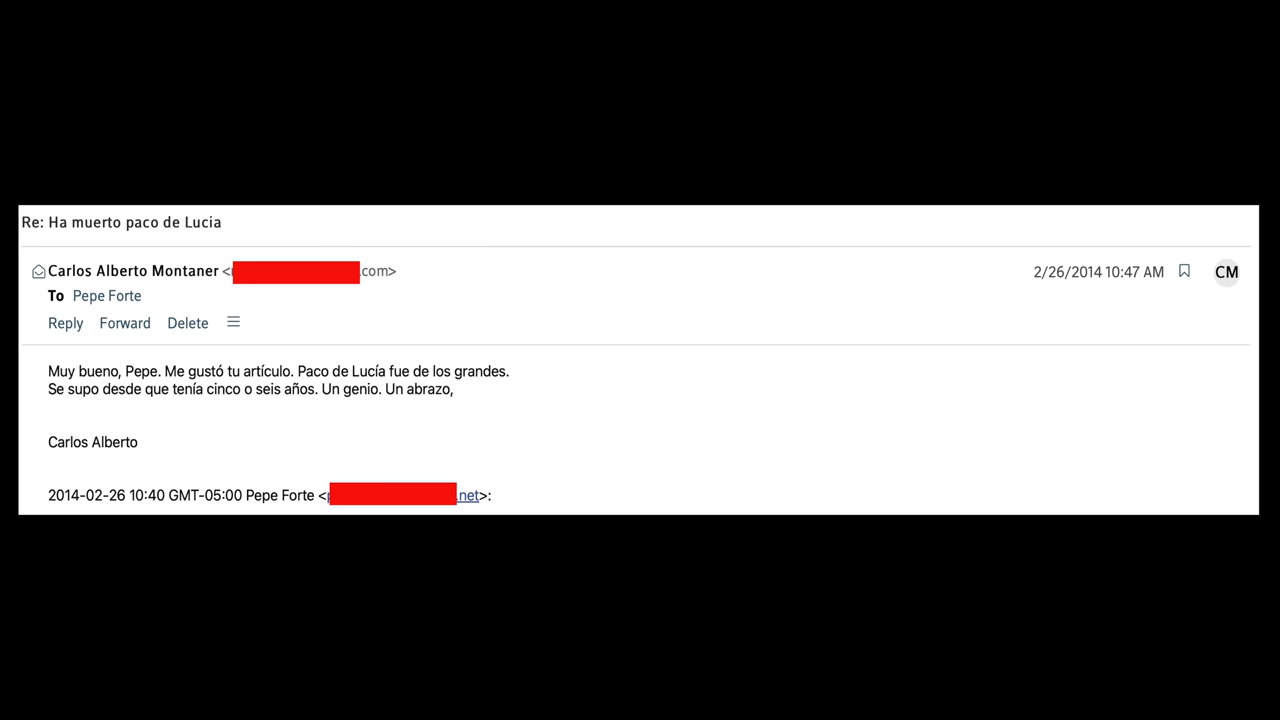 Re: Ha muerto paco de Lucia
Carlos Alberto Montaner <r .com> 2/26/2014 10:47 AM CM
To Pepe Forte
Reply Forward Delete
Muy bueno, Pepe. Me gustó tu artículo. Paco de Lucía fue de los grandes.
Se supo desde que tenía cinco o seis años. Un genio. Un abrazo,
Carlos Alberto
2014-02-26 10:40 GMT-05:00 Pepe Forte < .net>: